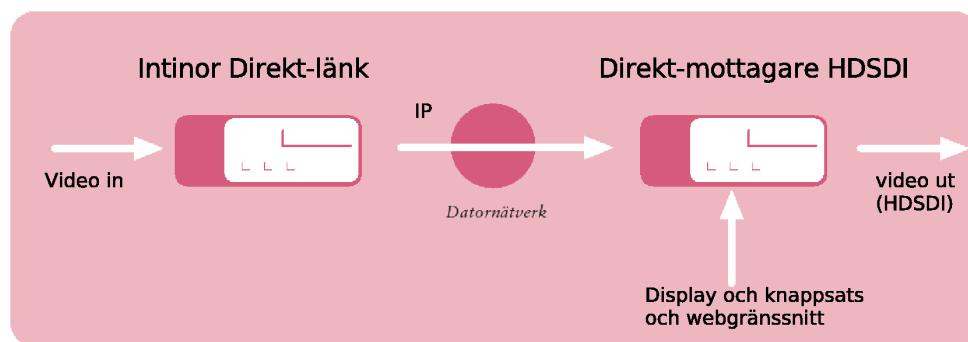 Intinor Direkt-länk
Direkt-mottagare HDSDI
IP
Video in
Datornätverk
video ut
(HDSDI)
Display och knappsats
och webgränssnitt